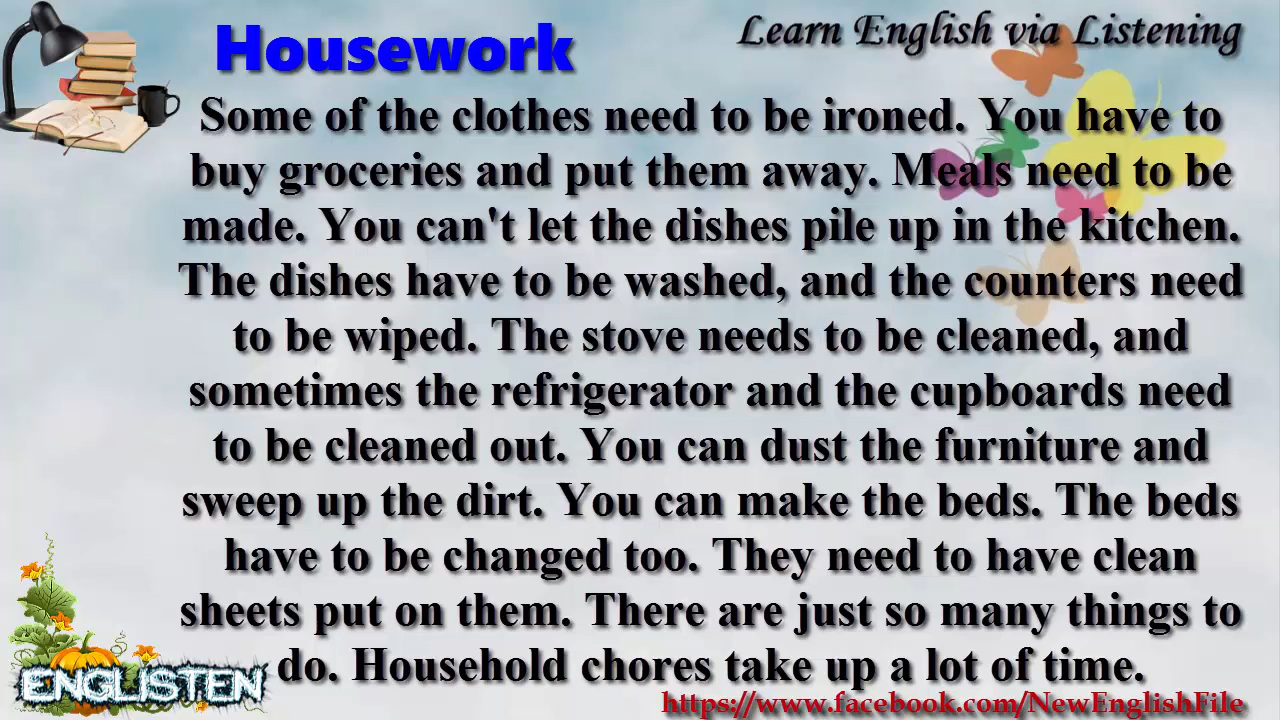 Housework
Learn English via Listening
Some of the clothes need to be ironed. You have to
buy groceries and put them away. Meals need to be
made. You can't let the dishes pile up in the kitchen.
The dishes have to be washed, and the counters need
to be wiped. The stove needs to be cleaned, and
sometimes the refrigerator and the cupboards need
to be cleaned out. You can dust the furniture and
sweep up the dirt. You can make the beds. The beds
have to be changed too. They need to have clean
sheets put on them. There are just so many things to
do. Household chores take up a lot of time.
ENGLISTEN
https://www.facebook.com/NewEnglishFile